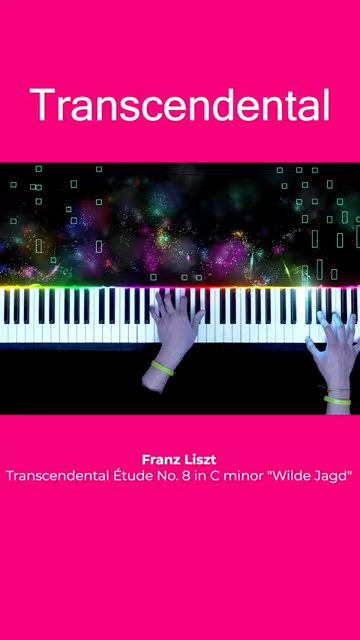 Transcendental
Franz Liszt
Transcendental Étude No. 8 in C minor "Wilde Jagd"